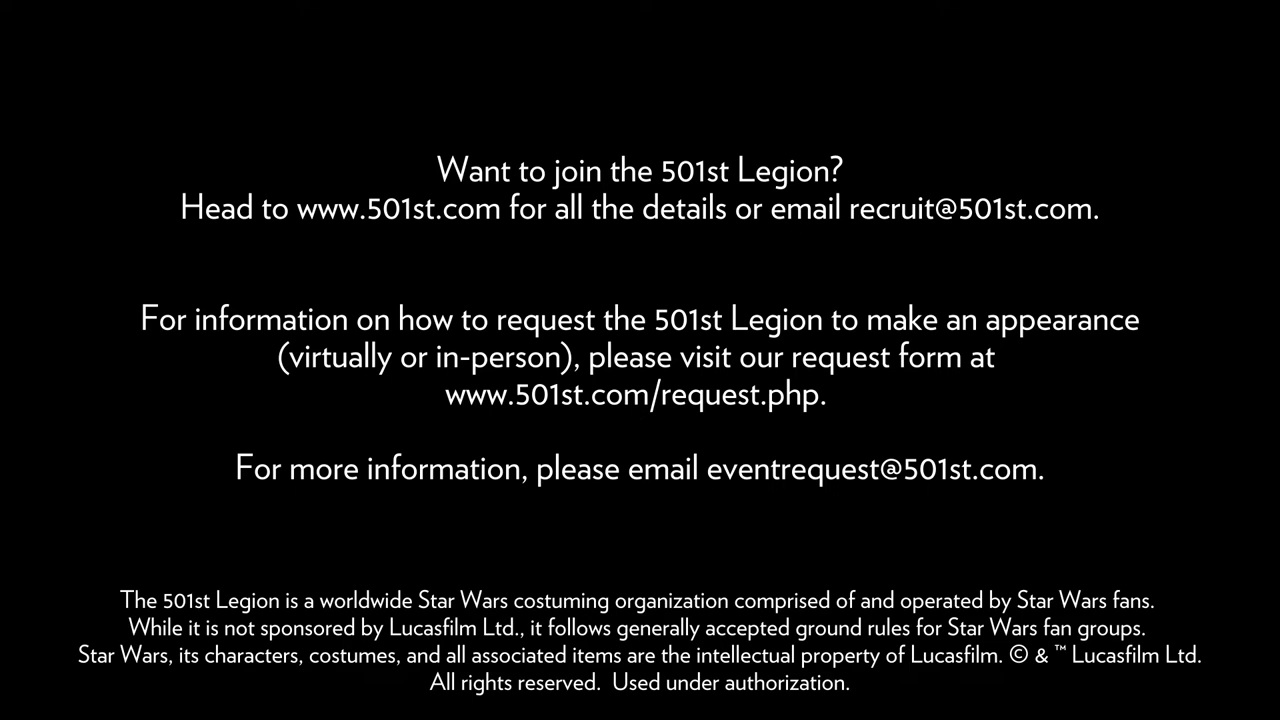 Want to join the 501st Legion?
Head to www.501st.com for all the details or email recruit@501st.com.
For information on how to request the 501st Legion to make an appearance
(virtually or in-person), please visit our request form at
www.501st.com/request.php.
For more information, please email eventrequest@501st.com.
The 501st Legion is a worldwide Star Wars costuming organization comprised of and operated by Star Wars fans.
While it is not sponsored by Lucasfilm Ltd., it follows generally accepted ground rules for Star Wars fan groups.
Star Wars, its characters, costumes, and all associated items are the intellectual property of Lucasfilm. © & ™ Lucasfilm Ltd.
All rights reserved.  Used under authorization.